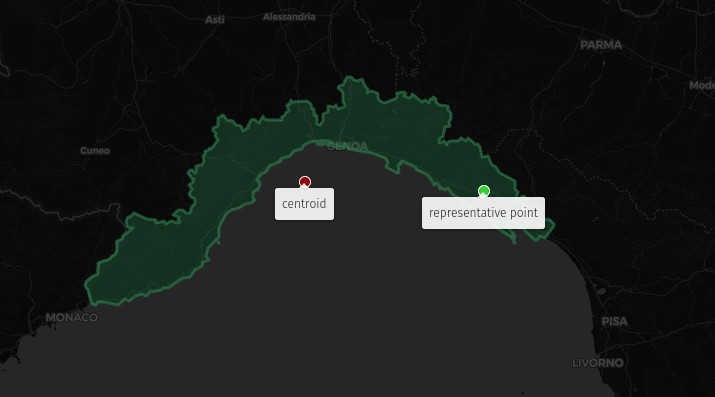 Asti
Alessandria
PARMA
Mode
GENOA
Cuneo
centroid
representative point
MONACO
PISA
LIVORNO